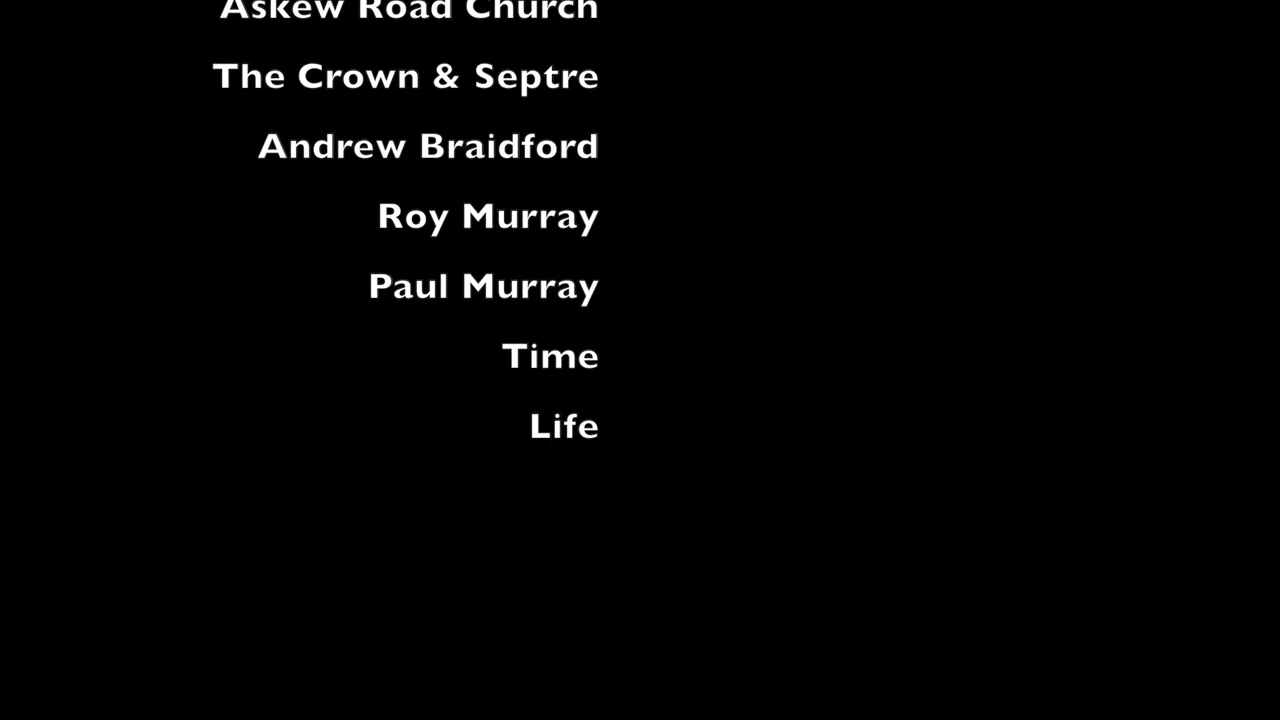 Askew Road Church
The Crown & Septre
Andrew Braidford
Roy Murray
Paul Murray
Time
Life